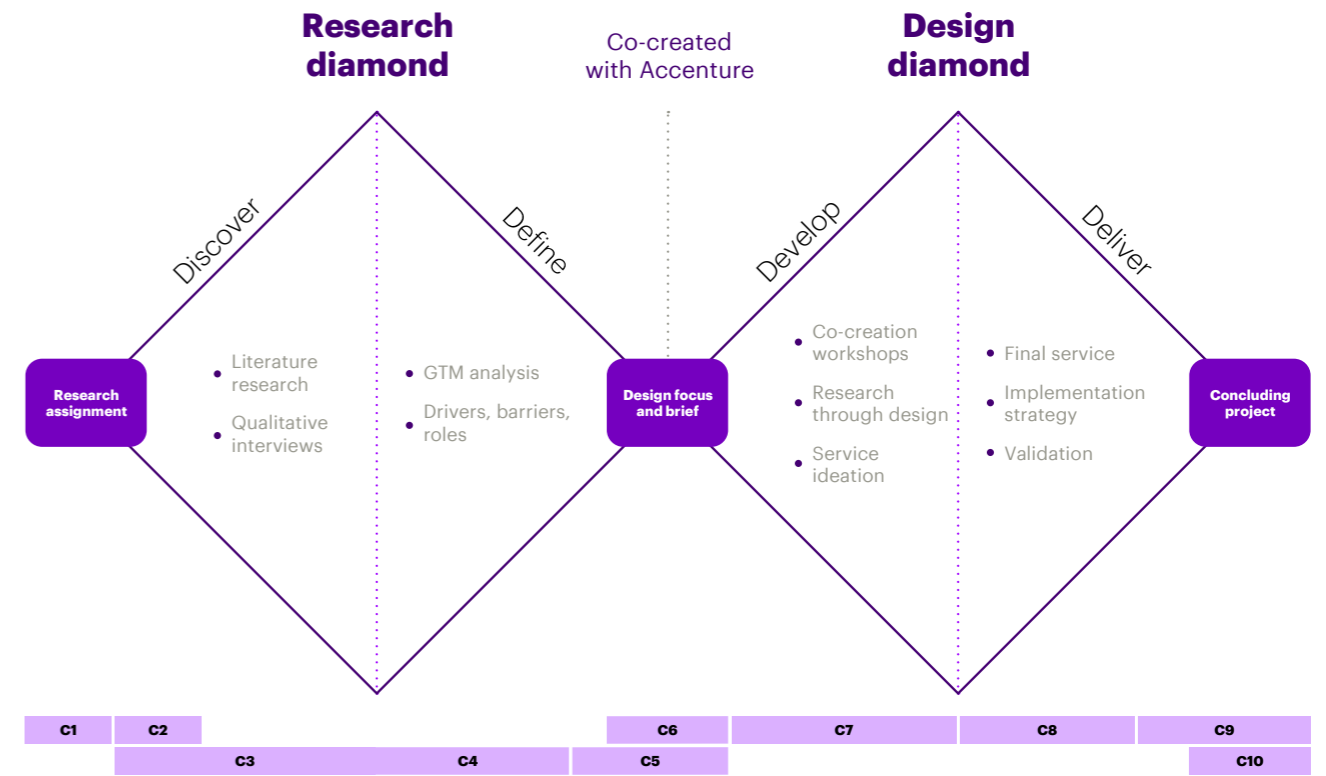 Research
diamond
Co-created
with Accenture
Design
diamond
Discover
Define
Develop
Deliver
Research
assignment
Literature
research
Qualitative
interviews
GTM analysis
Drivers, barriers,
roles
Design focus
and brief
Co-creation
workshops
Research
through design
Service
ideation
Final service
Implementation
strategy
Validation
Concluding
project
C1
C2
C6
C7
C8
C9
C3
C4
C5
C10